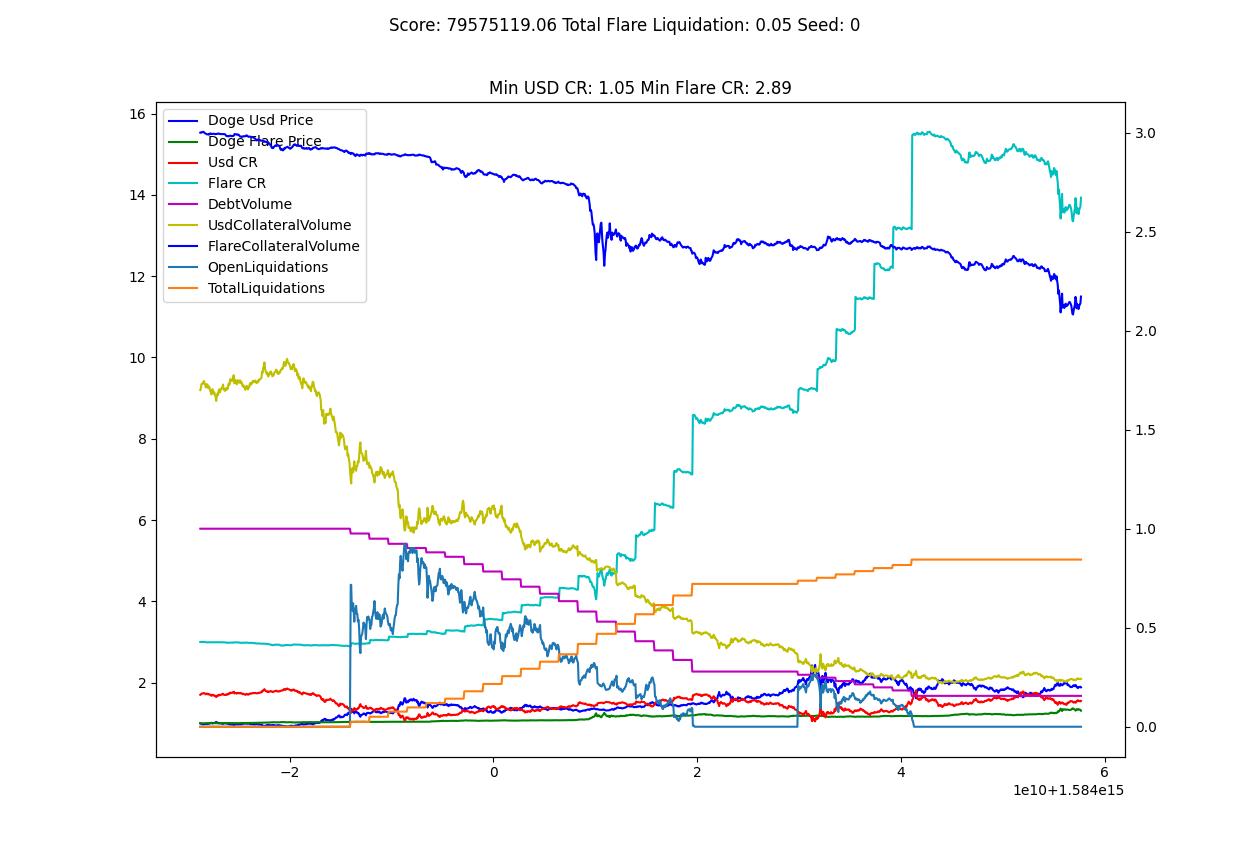 Score: 79575119.06 Total Flare Liquidation: 0.05 Seed: 0
Min USD CR: 1.05 Min Flare CR: 2.89
Doge Usd Price
Doge Flare Price
Usd CR
Flare CR
DebtVolume
UsdCollateralVolume
FlareCollateralVolume
OpenLiquidations
TotalLiquidations
16
14
12
10
8
6
4
2
3.0
2.5
2.0
1.5
1.0
0.5
0.0
−2 0 2 4 6
1e10+1.584e15